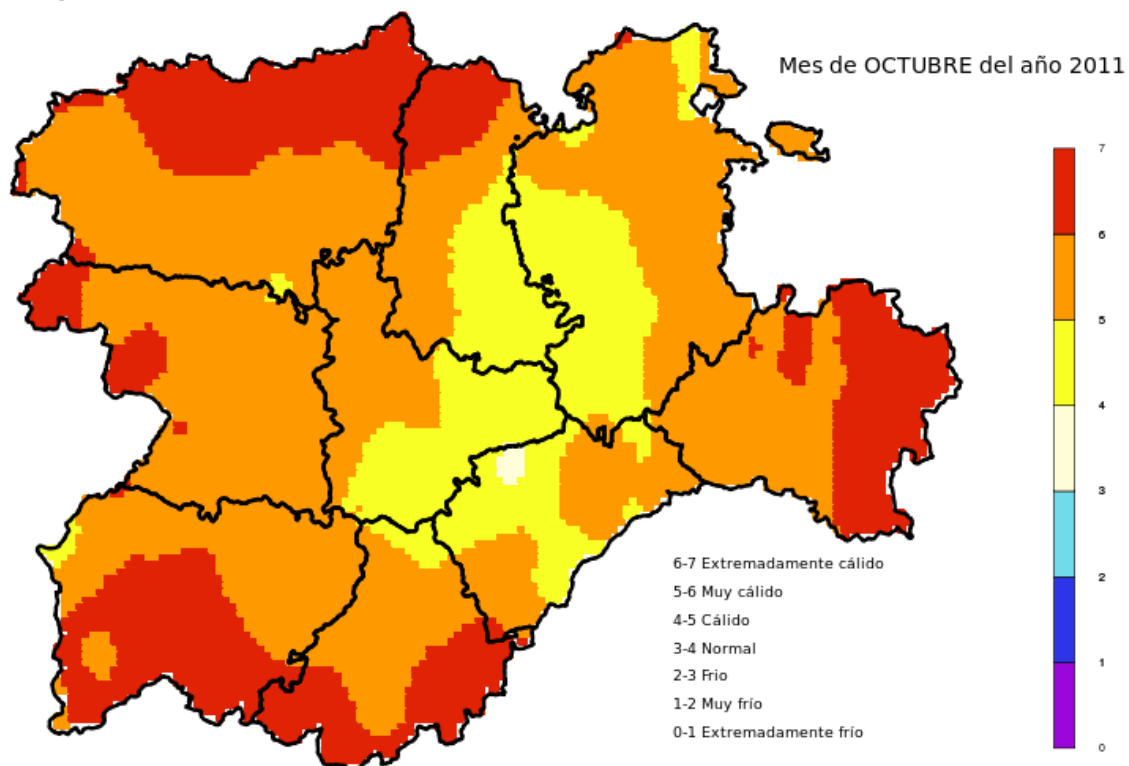 Mes de OCTUBRE del año 2011
7
6
5
4
3
2
1
0
6-7 Extremadamente cálido
5-6 Muy cálido
4-5 Cálido
3-4 Normal
2-3 Frio
1-2 Muy frío
0-1 Extremadamente frío